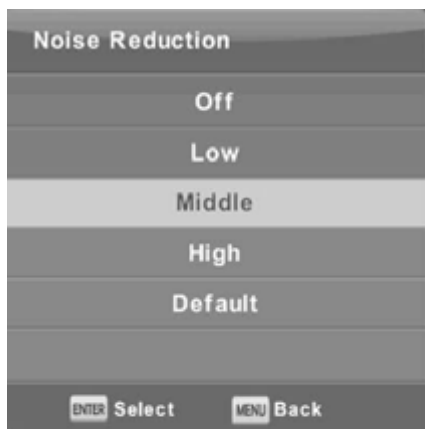 Noise Reduction
Off
Low
Middle
High
Default
ENTER Select MENU Back